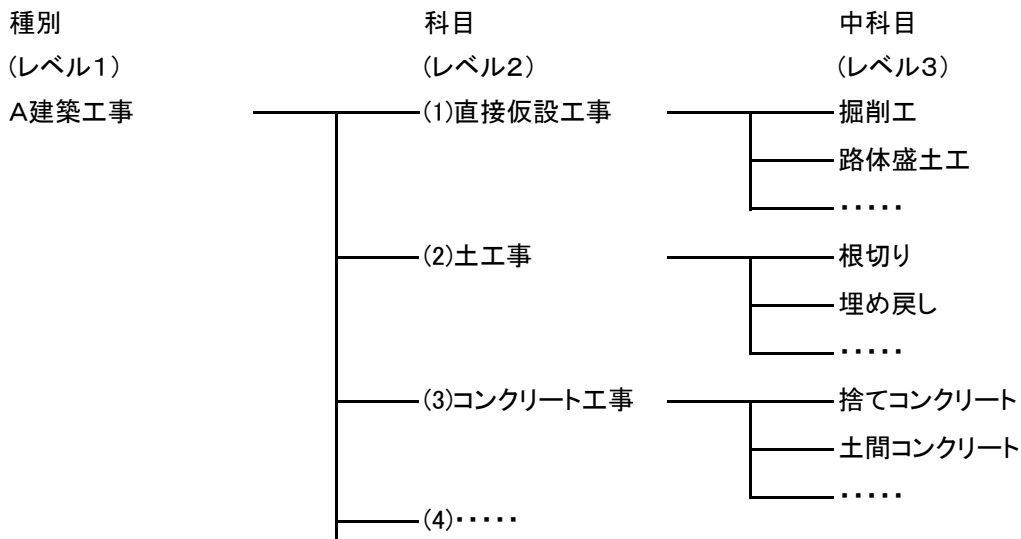 種別 科目 中科目
(レベル1) (レベル2) (レベル3)
A建築工事 (1)直接仮設工事 掘削工
路体盛土工
・・・・・
(2)土工事 根切り
埋め戻し
・・・・・
(3)コンクリート工事 捨てコンクリート
土間コンクリート
・・・・・
(4)・・・・・